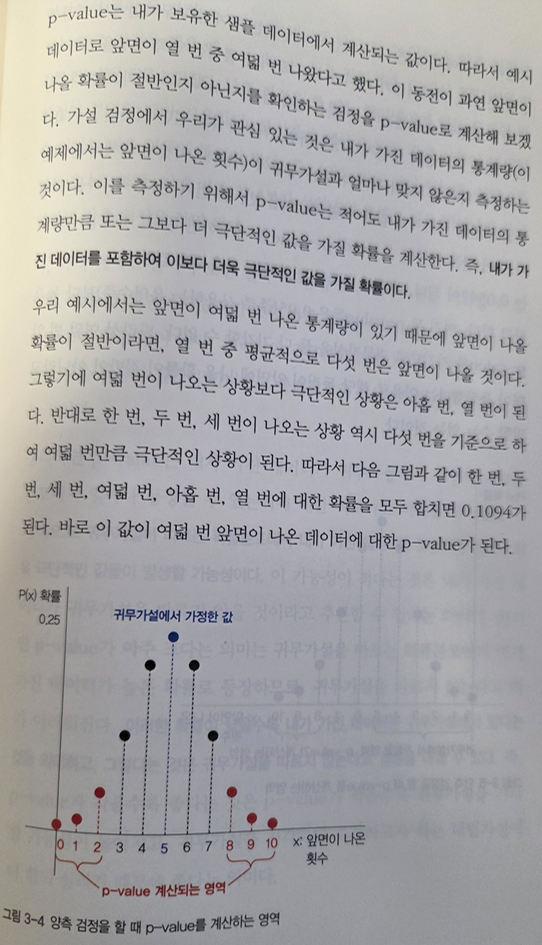 p-value는 내가 보유한 샘플 데이터에서 계산되는 값이다. 따라서 예시
데이터로 앞면이 열 번 중 여덟 번 나왔다고 했다. 이 동전이 과연 앞면이
나올 확률이 절반인지 아닌지를 확인하는 검정을 p-value로 계산해 보겠
다. 가설 검정에서 우리가 관심 있는 것은 내가 가진 데이터의 통계량(이
예제에서는 앞면이 나온 횟수)이 귀무가설과 얼마나 맞지 않은지 측정하는
것이다. 이를 측정하기 위해서 p-value는 적어도 내가 가진 데이터의 통
계량만큼 또는 그보다 더 극단적인 값을 가질 확률을 계산한다. 즉, 내가 가
진 데이터를 포함하여 이보다 더욱 극단적인 값을 가질 확률이다.
우리 예시에서는 앞면이 여덟 번 나온 통계량이 있기 때문에 앞면이 나올
확률이 절반이라면, 열 번 중 평균적으로 다섯 번은 앞면이 나올 것이다.
그렇기에 여덟 번이 나오는 상황보다 극단적인 상황은 아홉 번, 열 번이 된
다. 반대로 한 번, 두 번, 세 번이 나오는 상황 역시 다섯 번을 기준으로 하
여 여덟 번만큼 극단적인 상황이 된다. 따라서 다음 그림과 같이 한 번, 두
번, 세 번, 여덟 번, 아홉 번, 열 번에 대한 확률을 모두 합치면 0.1094가
된다. 바로 이 값이 여덟 번 앞면이 나온 데이터에 대한 p-value가 된다.
P(x) 확률
0.25
귀무가설에서 가정한 값
0 1 2 3 4 5 6 7 8 9 10
x: 앞면이 나온
횟수
p-value 계산되는 영역
그림 3-4 양측 검정을 할 때 p-value를 계산하는 영역